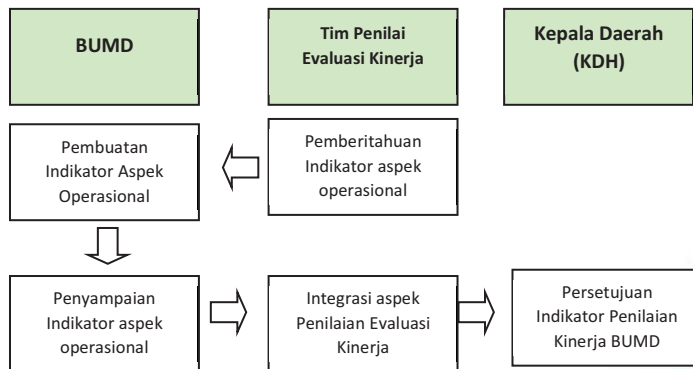 BUMD
Tim Penilai
Evaluasi Kinerja
Kepala Daerah
(KDH)
Pembuatan
Indikator Aspek
Operasional
Pemberitahuan
Indikator aspek
operasional
Penyampaian
Indikator aspek
operasional
Integrasi aspek
Penilaian Evaluasi
Kinerja
Persetujuan
Indikator Penilaian
Kinerja BUMD